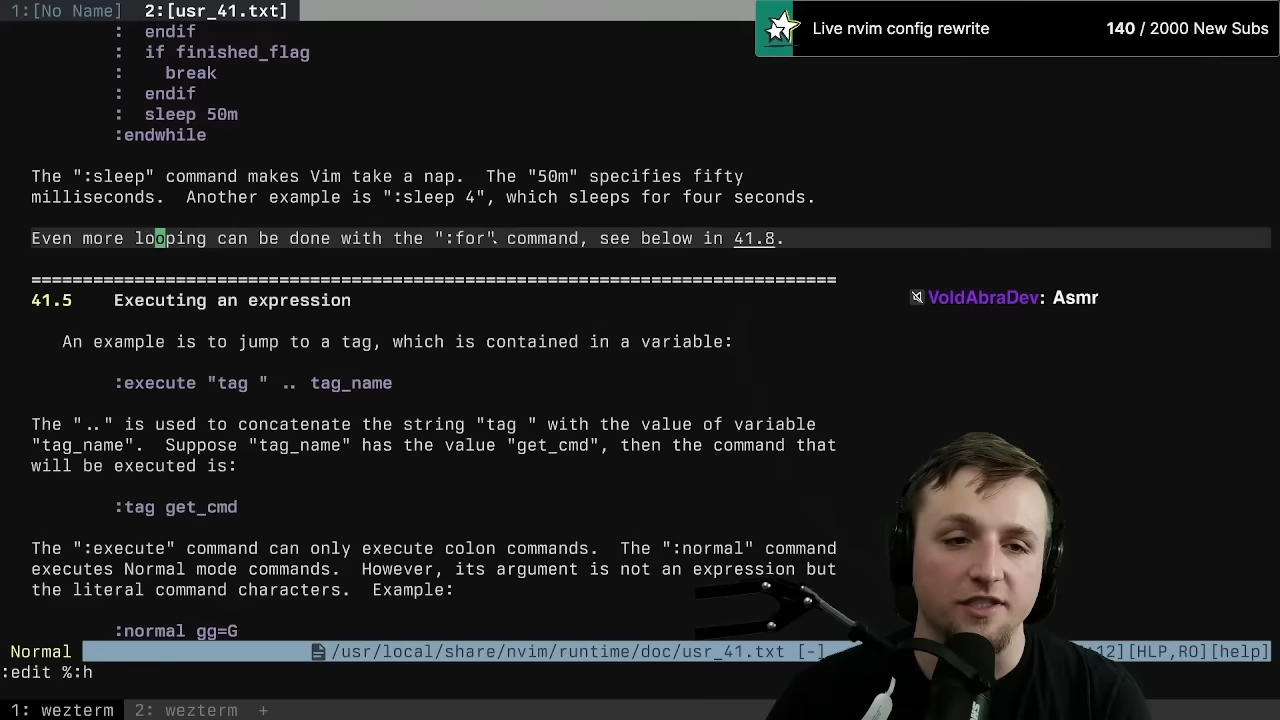 1:[No Name]  2:[usr_41.txt]
Live nvim config rewrite  140 / 2000 New Subs
:  endif
:  if finished_flag
:    break
:  endif
:  sleep 50m
:endwhile
The ":sleep" command makes Vim take a nap.  The "50m" specifies fifty
milliseconds.  Another example is ":sleep 4", which sleeps for four seconds.
Even more looping can be done with the ":for" command, see below in 41.8.
==============================================================================
41.5    Executing an expression
VoldAbraDev: Asmr
An example is to jump to a tag, which is contained in a variable:
:execute "tag " .. tag_name
The ".." is used to concatenate the string "tag " with the value of variable
"tag_name".  Suppose "tag_name" has the value "get_cmd", then the command that
will be executed is:
:tag get_cmd
The ":execute" command can only execute colon commands.  The ":normal" command
executes Normal mode commands.  However, its argument is not an expression but
the literal command characters.  Example:
:normal gg=G
Normal  /usr/local/share/nvim/runtime/doc/usr_41.txt [-]  12][HLP,RO][help]
:edit %:h
1: wezterm  2: wezterm  +